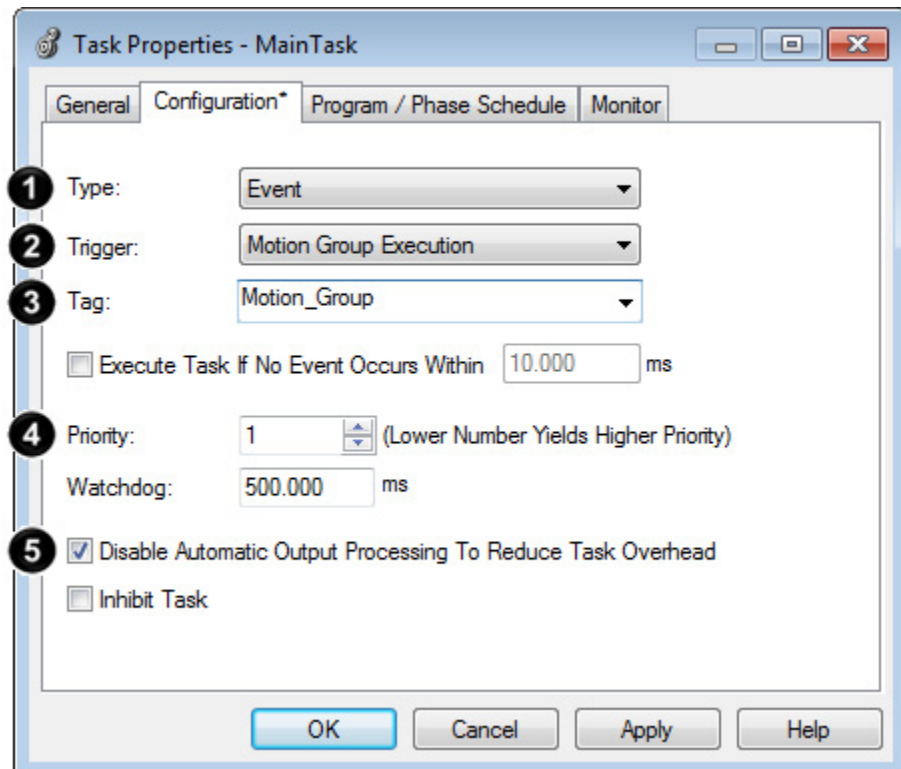 Task Properties - MainTask
General Configuration* Program / Phase Schedule Monitor
1 Type: Event
2 Trigger: Motion Group Execution
3 Tag: Motion_Group
Execute Task If No Event Occurs Within 10.000 ms
4 Priority: 1 (Lower Number Yields Higher Priority)
Watchdog: 500.000 ms
5 Disable Automatic Output Processing To Reduce Task Overhead
Inhibit Task
OK Cancel Apply Help